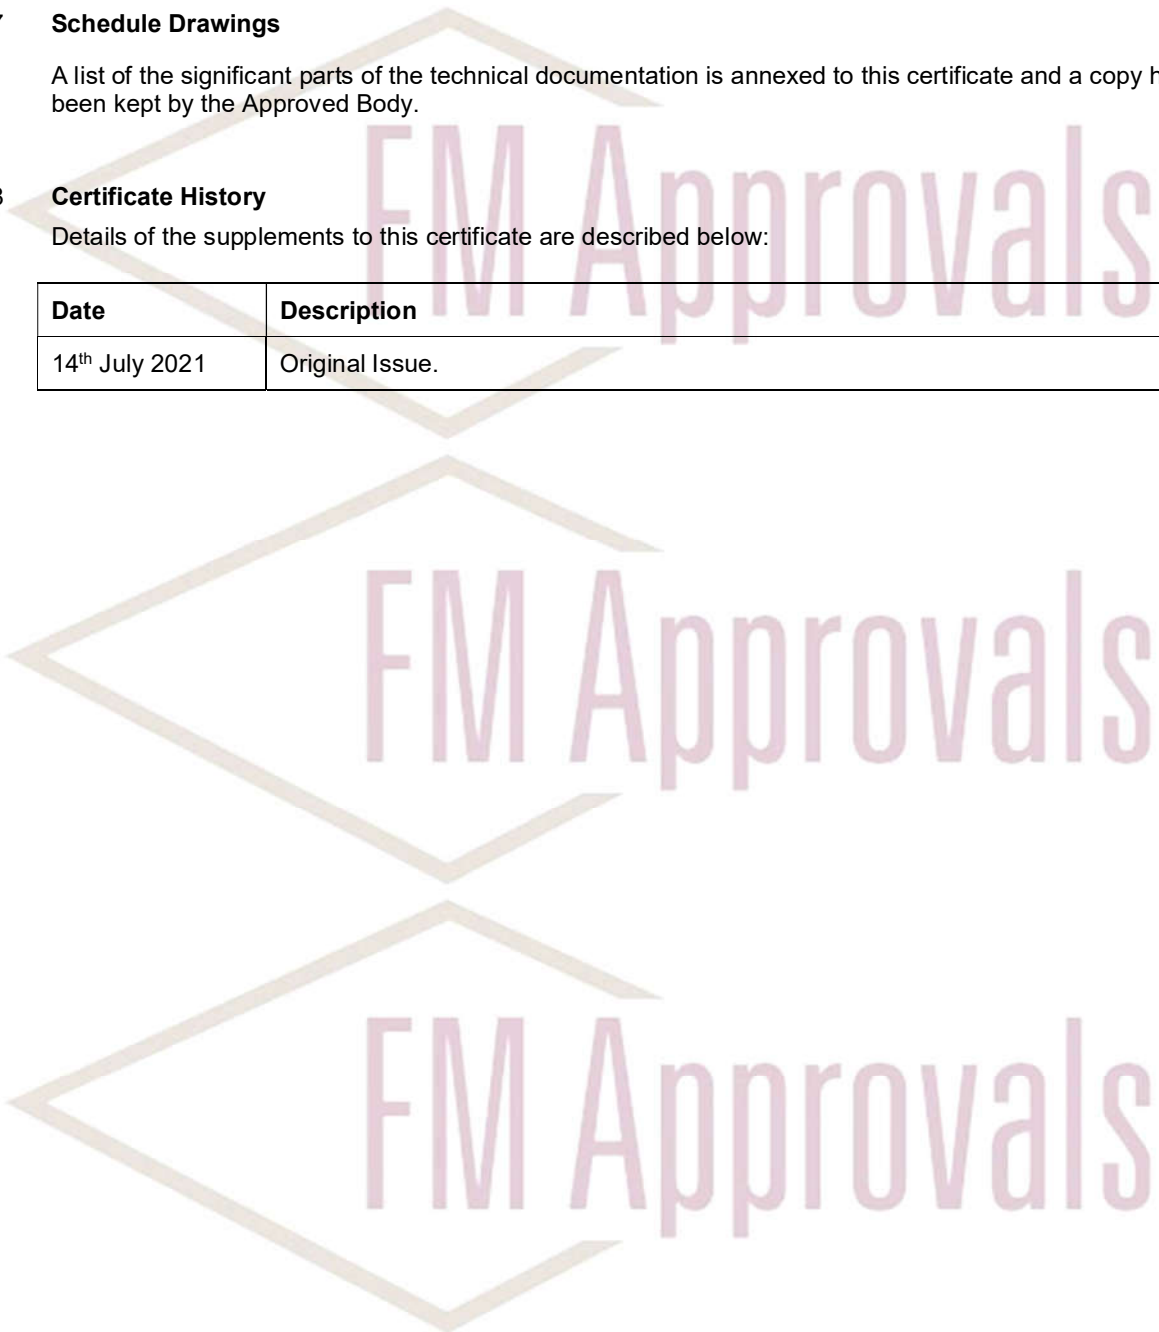 Schedule Drawings
A list of the significant parts of the technical documentation is annexed to this certificate and a copy
been kept by the Approved Body.
Certificate History
Details of the supplements to this certificate are described below:
Date Description
14th July 2021 Original Issue.
FM Approvals
FM Approvals
FM Approvals